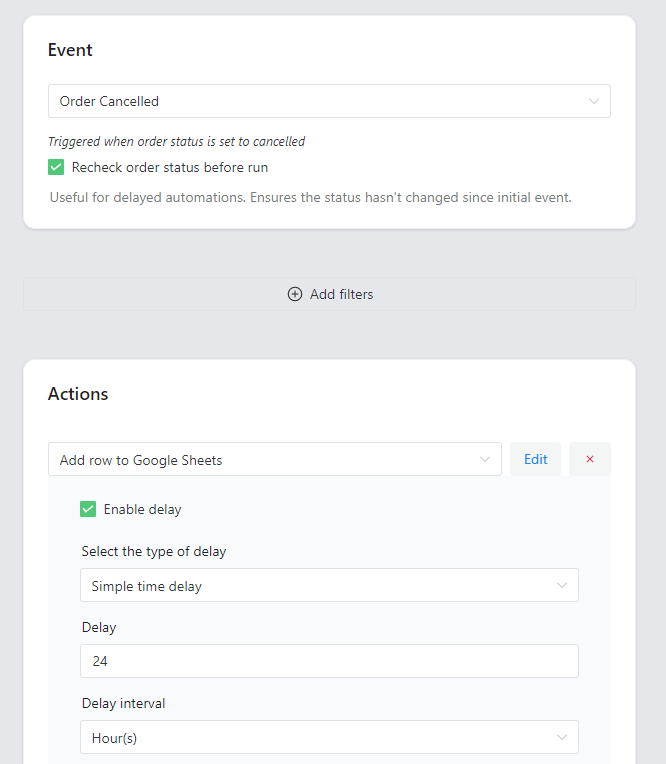 Event
Order Cancelled
Triggered when order status is set to cancelled
Recheck order status before run
Useful for delayed automations. Ensures the status hasn't changed since initial event.
Add filters
Actions
Add row to Google Sheets
Edit
×
Enable delay
Select the type of delay
Simple time delay
Delay
24
Delay interval
Hour(s)